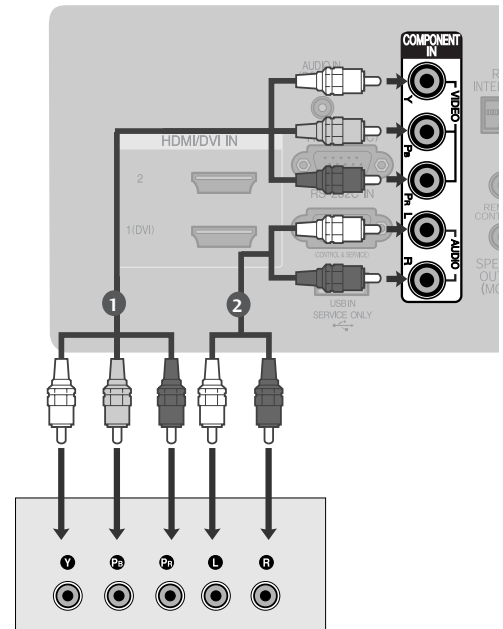 COMPONENT
IN
AUDIO IN
Y
VIDEO
PB
PR
L
AUDIO
R
HDMI/DVI IN
2
1(DVI)
RS-232C IN
(CONTROL & SERVICE)
USB IN
SERVICE ONLY
1
2
Y
PB
PR
L
R